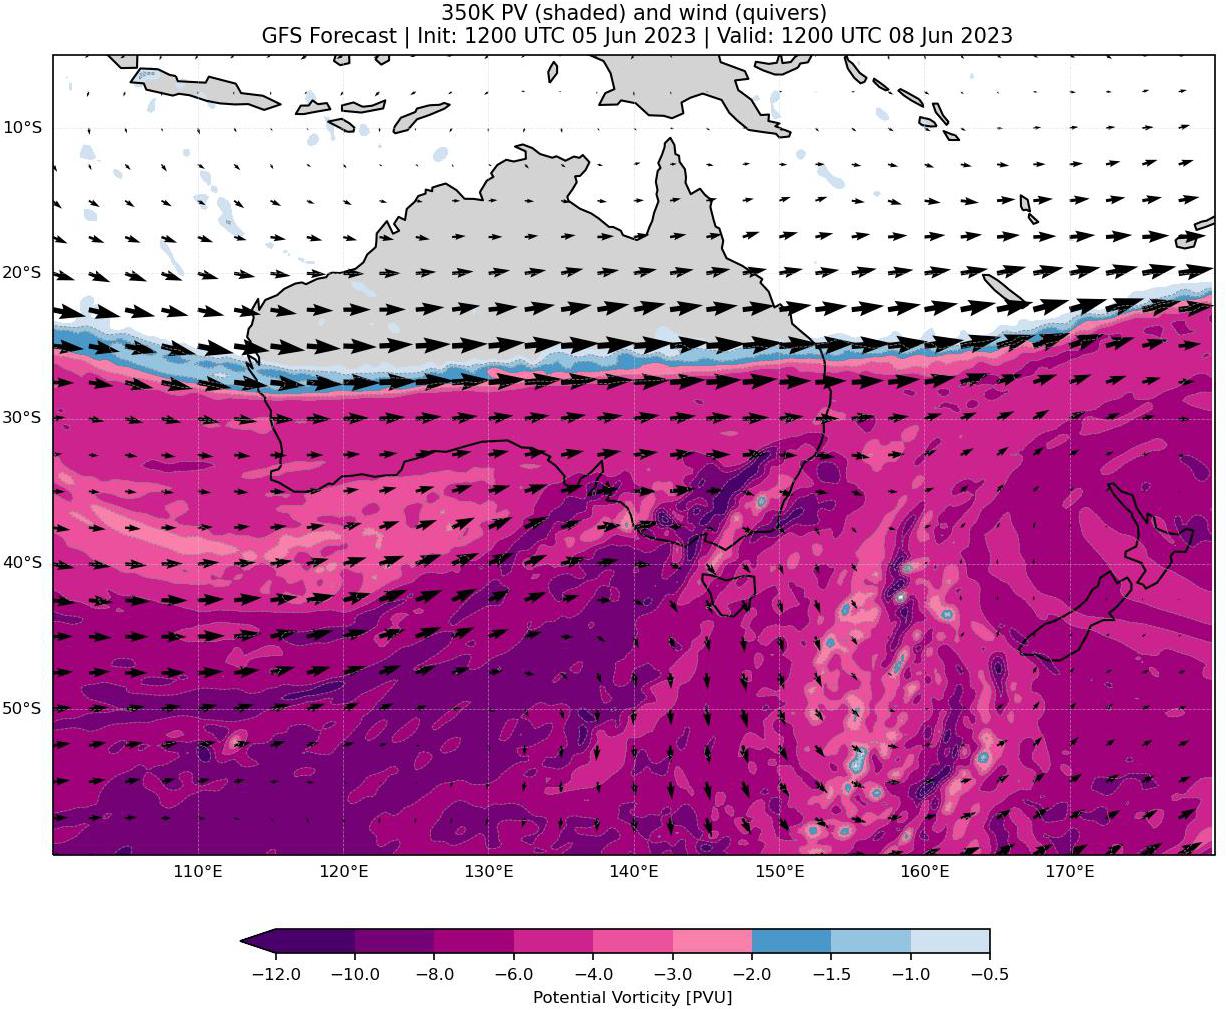 350K PV (shaded) and wind (quivers)
GFS Forecast | Init: 1200 UTC 05 Jun 2023 | Valid: 1200 UTC 08 Jun 2023
10°S
20°S
30°S
40°S
50°S
110°E 120°E 130°E 140°E 150°E 160°E 170°E
−12.0 −10.0 −8.0 −6.0 −4.0 −3.0 −2.0 −1.5 −1.0 −0.5
Potential Vorticity [PVU]